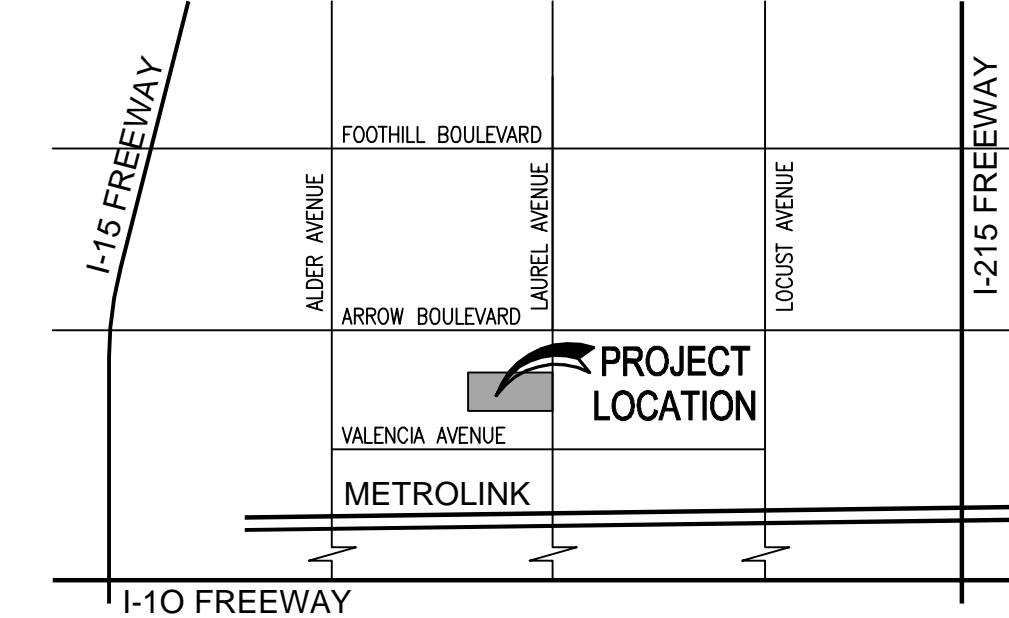 I-15 FREEWAY
FOOTHILL BOULEVARD
I-215 FREEWAY
ALDER AVENUE
LAUREL AVENUE
LOCUST AVENUE
ARROW BOULEVARD
PROJECT
LOCATION
VALENCIA AVENUE
METROLINK
I-10 FREEWAY